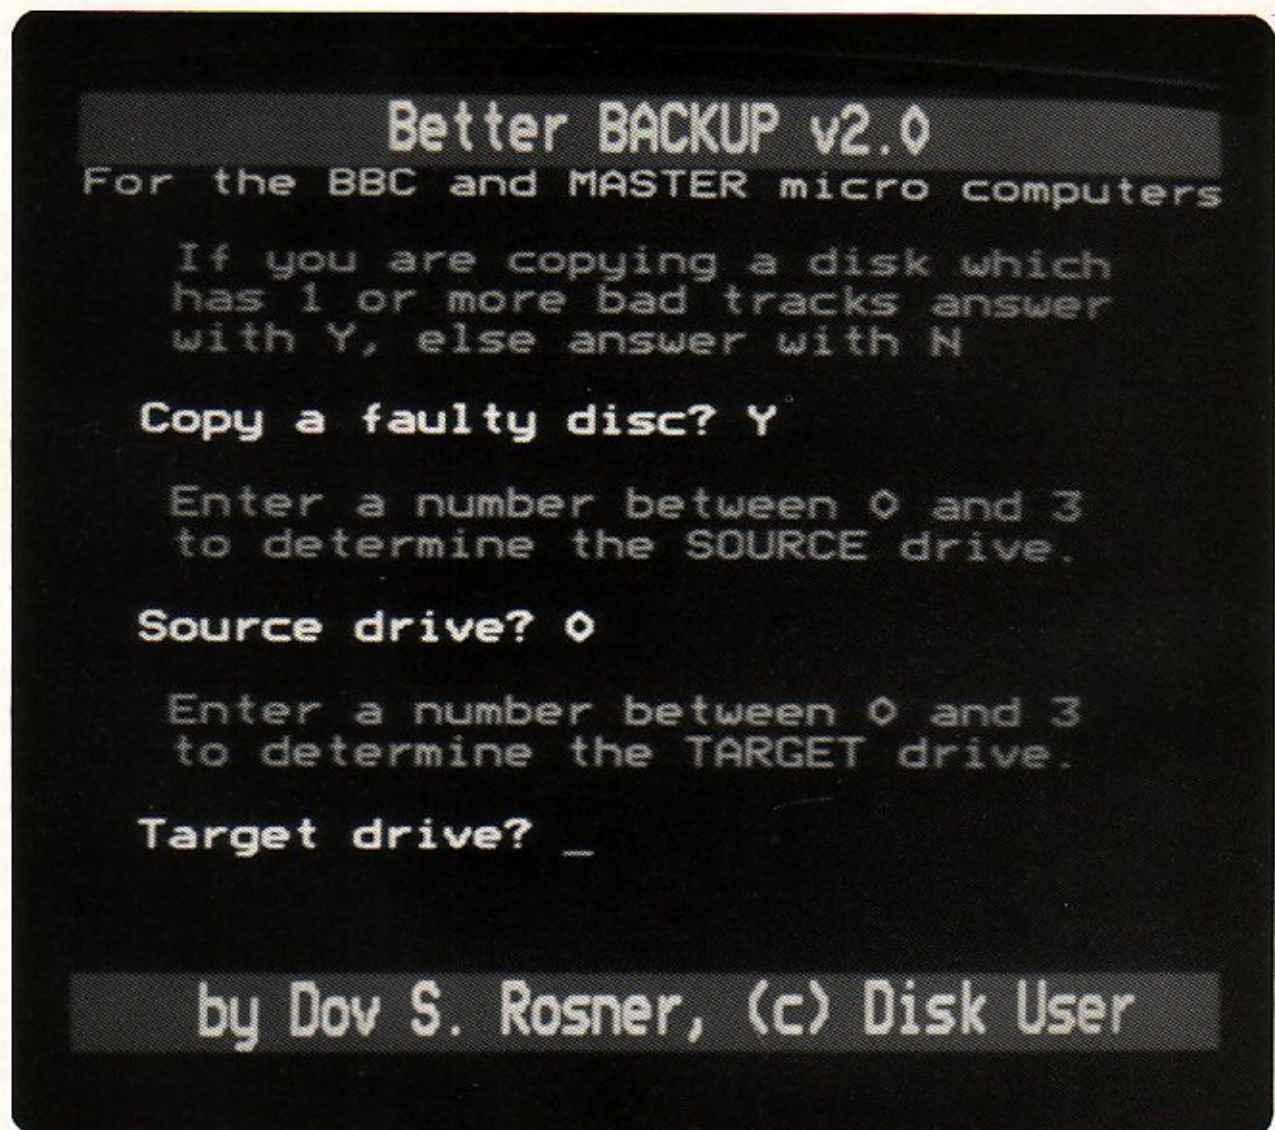 Better BACKUP v2.0
For the BBC and MASTER micro computers
If you are copying a disk which
has 1 or more bad tracks answer
with Y, else answer with N
Copy a faulty disc? Y
Enter a number between 0 and 3
to determine the SOURCE drive.
Source drive? 0
Enter a number between 0 and 3
to determine the TARGET drive.
Target drive? _
by Dov S. Rosner, (c) Disk User